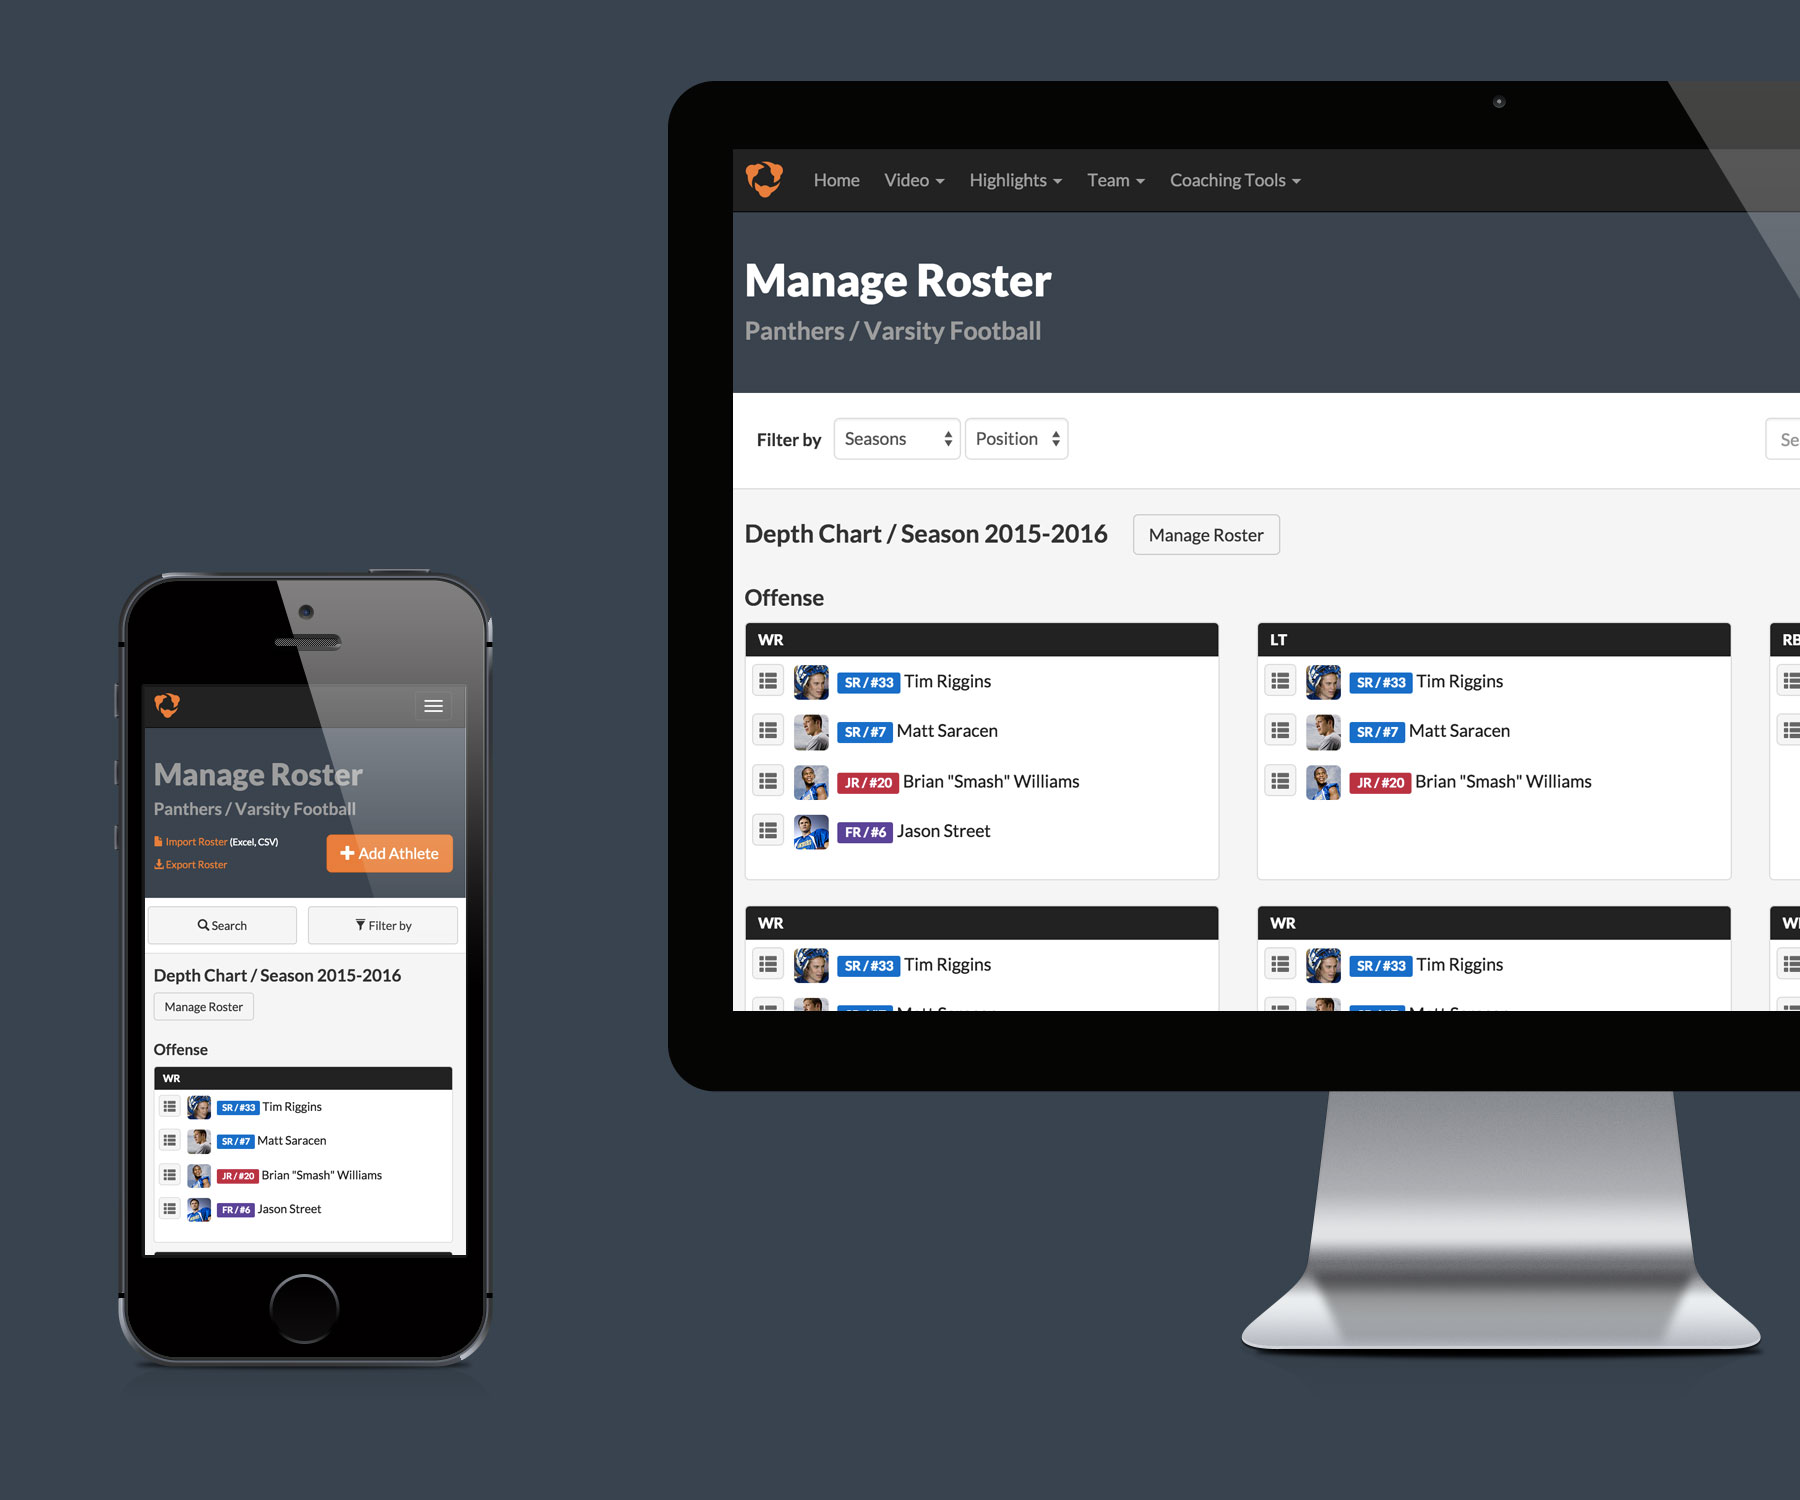 Home Video Highlights Team Coaching Tools
Manage Roster
Panthers / Varsity Football
Filter by Seasons Position
Depth Chart / Season 2015-2016 Manage Roster
Offense
WR
SR / #33 Tim Riggins
SR / #7 Matt Saracen
JR / #20 Brian "Smash" Williams
FR / #6 Jason Street
LT
SR / #33 Tim Riggins
SR / #7 Matt Saracen
JR / #20 Brian "Smash" Williams
WR
SR / #33 Tim Riggins
WR
SR / #33 Tim Riggins
Manage Roster
Panthers / Varsity Football
Import Roster (Excel, CSV)
Export Roster
Add Athlete
Search
Filter by
Depth Chart / Season 2015-2016
Manage Roster
Offense
WR
SR / #33 Tim Riggins
SR / #7 Matt Saracen
JR / #20 Brian "Smash" Williams
FR / #6 Jason Street